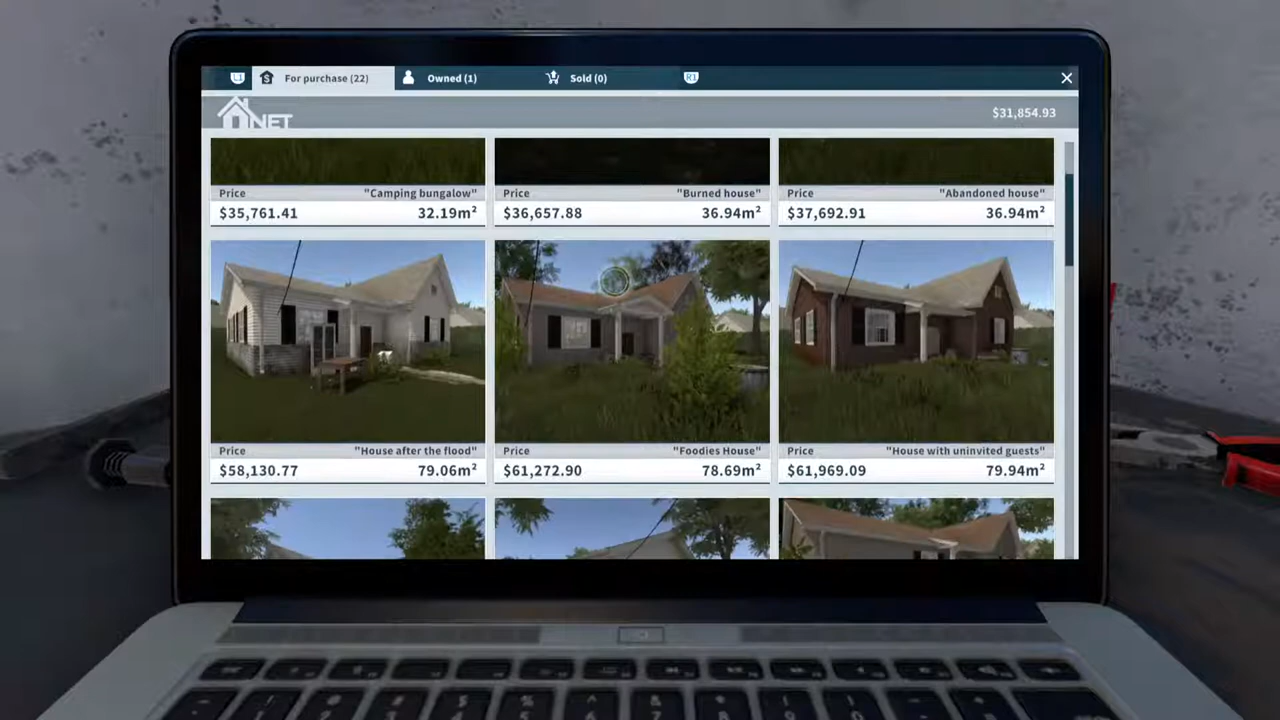 L1 For purchase (22) Owned (1) Sold (0) R1
NET $31,854.93
Price "Camping bungalow" Price "Burned house" Price "Abandoned house"
$35,761.41 32.19m² $36,657.88 36.94m² $37,692.91 36.94m²
Price "House after the flood" Price "Foodies House" Price "House with uninvited guests"
$58,130.77 79.06m² $61,272.90 78.69m² $61,969.09 79.94m²